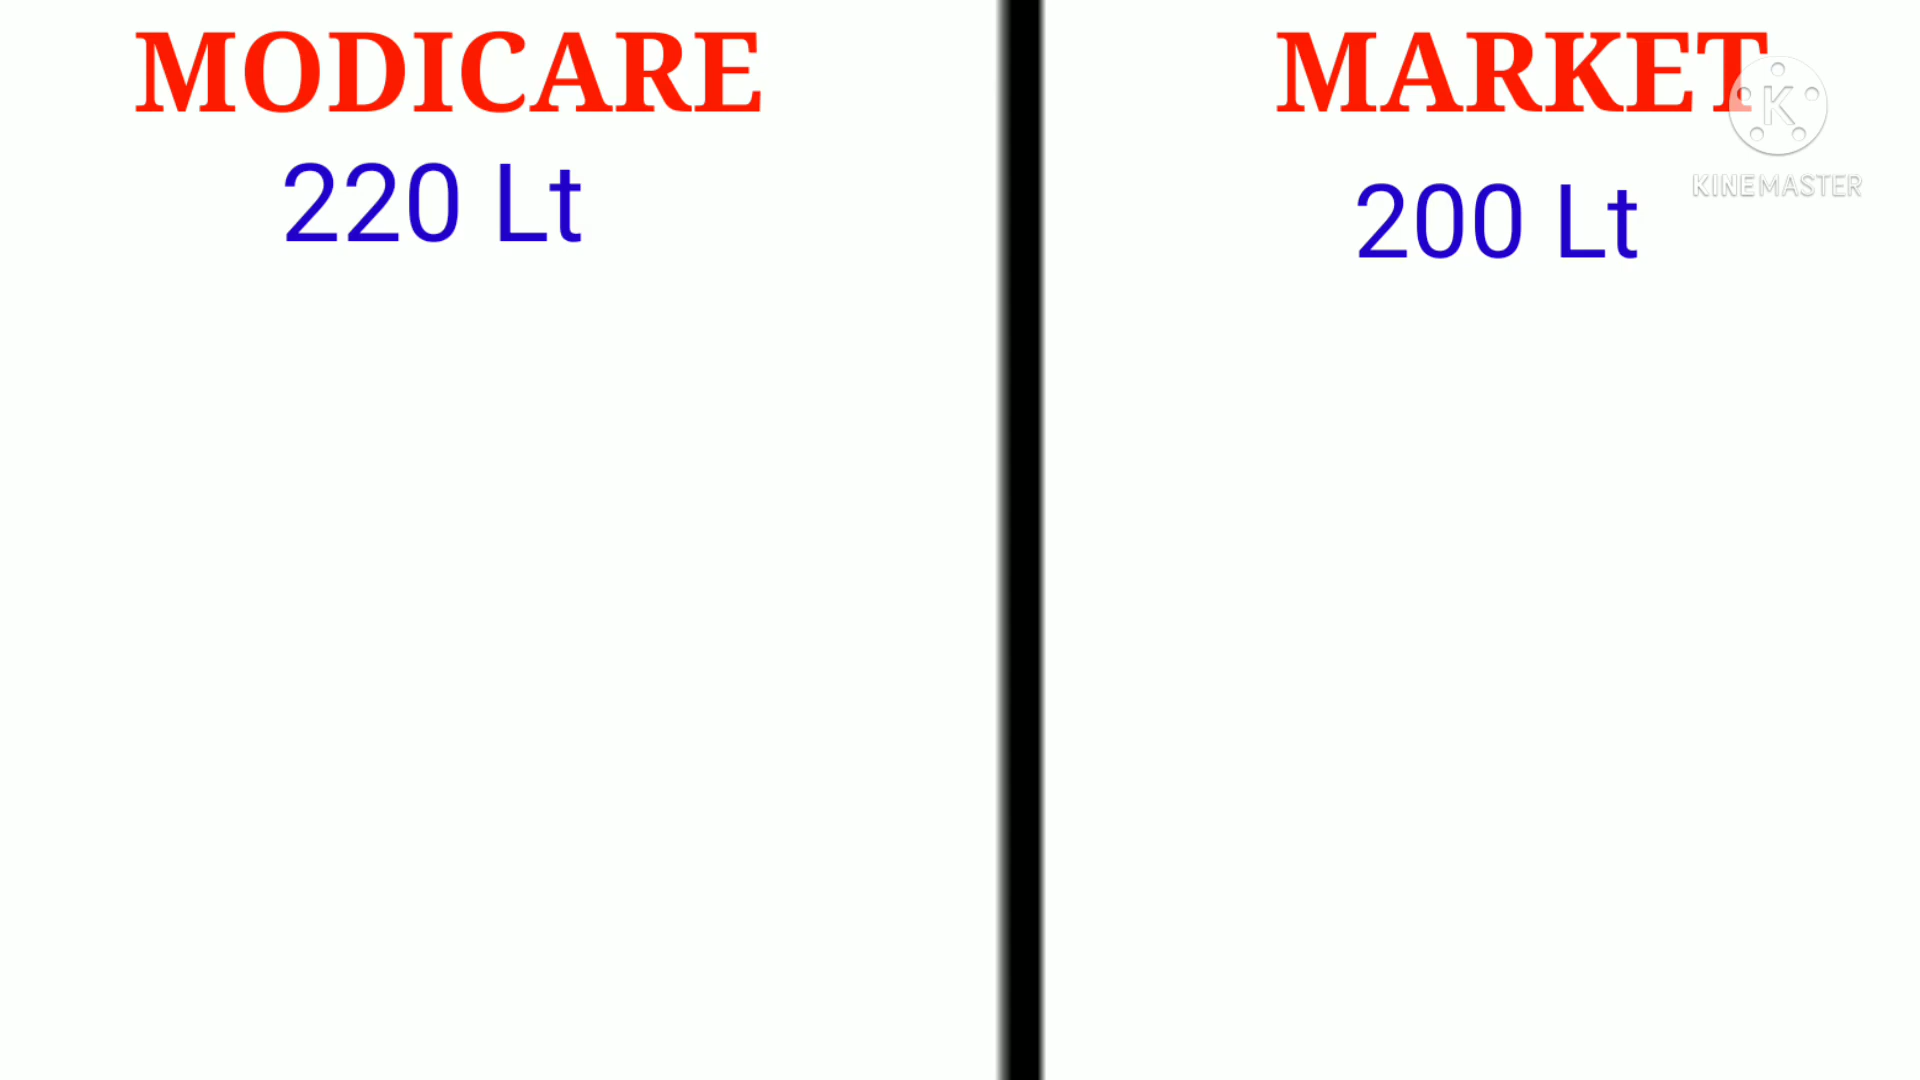 MODICARE
220 Lt
MARKET
200 Lt
K
KINEMASTER